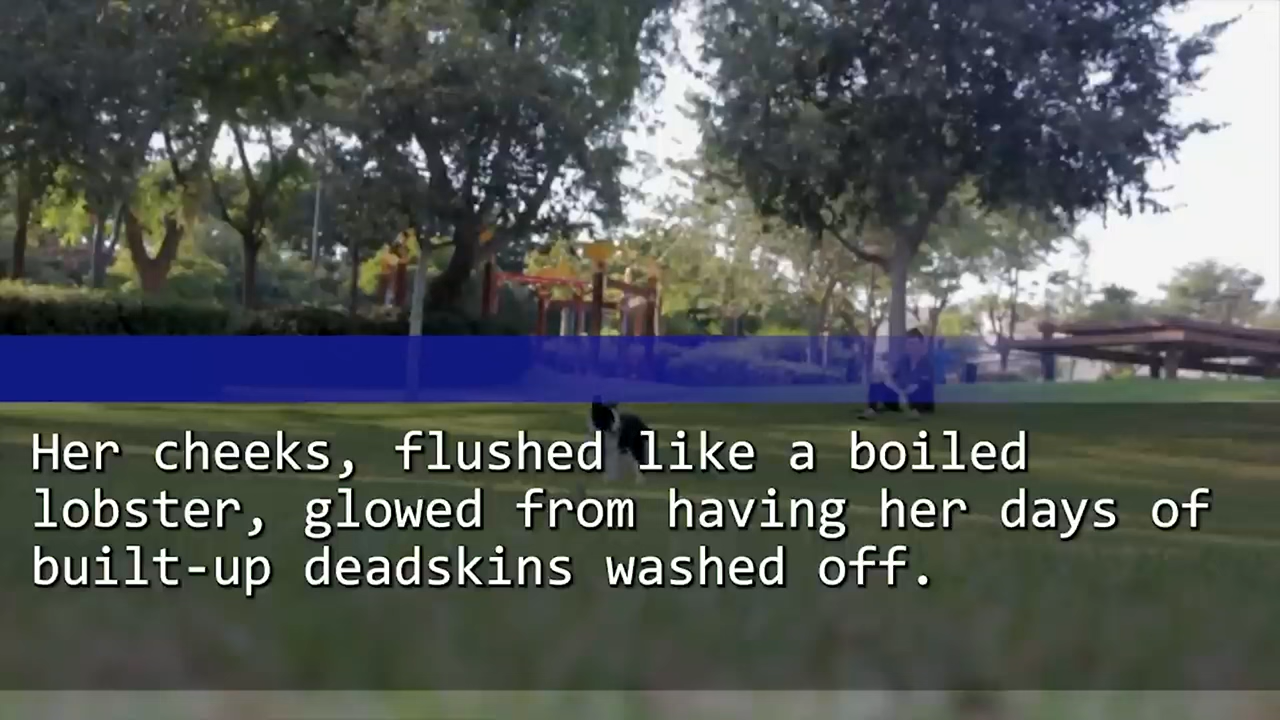 Her cheeks, flushed like a boiled
lobster, glowed from having her days of
built-up deadskins washed off.